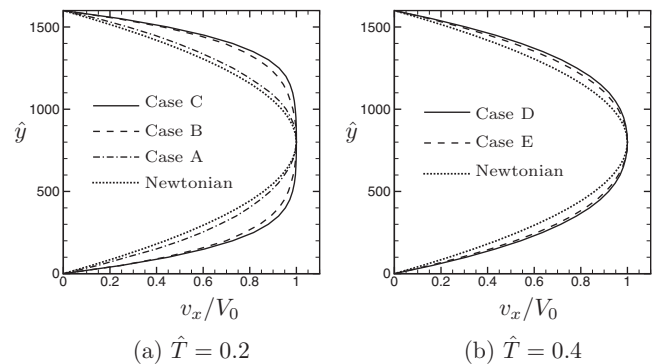 1500
1000
500
0
ŷ
Case C
Case B
Case A
Newtonian
0 0.2 0.4 0.6 0.8 1
v_x/V_0
(a) T̂ = 0.2
1500
1000
500
0
ŷ
Case D
Case E
Newtonian
0 0.2 0.4 0.6 0.8 1
v_x/V_0
(b) T̂ = 0.4